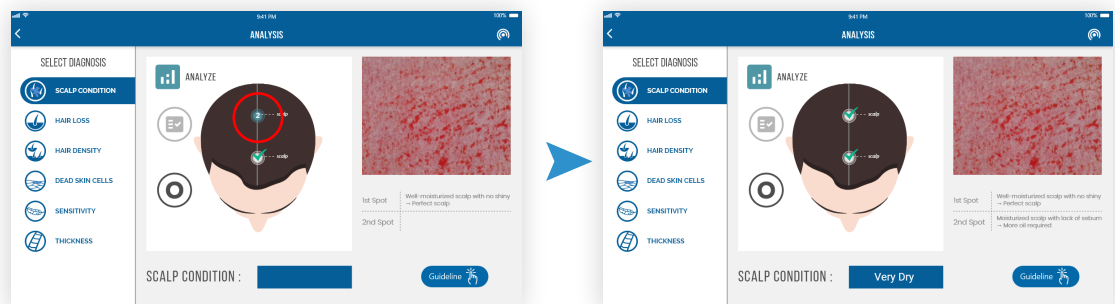 9:41 PM
100%
ANALYSIS
SELECT DIAGNOSIS
SCALP CONDITION
HAIR LOSS
HAIR DENSITY
DEAD SKIN CELLS
SENSITIVITY
THICKNESS
ANALYZE
2
scalp
scalp
1st Spot
Well-moisturized scalp with no shiny
→ Perfect scalp
2nd Spot
SCALP CONDITION :
Guideline
9:41 PM
100%
ANALYSIS
SELECT DIAGNOSIS
SCALP CONDITION
HAIR LOSS
HAIR DENSITY
DEAD SKIN CELLS
SENSITIVITY
THICKNESS
ANALYZE
scalp
scalp
1st Spot
Well-moisturized scalp with no shiny
→ Perfect scalp
2nd Spot
Moisturized scalp with lack of sebum
→ More oil required
SCALP CONDITION :
Very Dry
Guideline